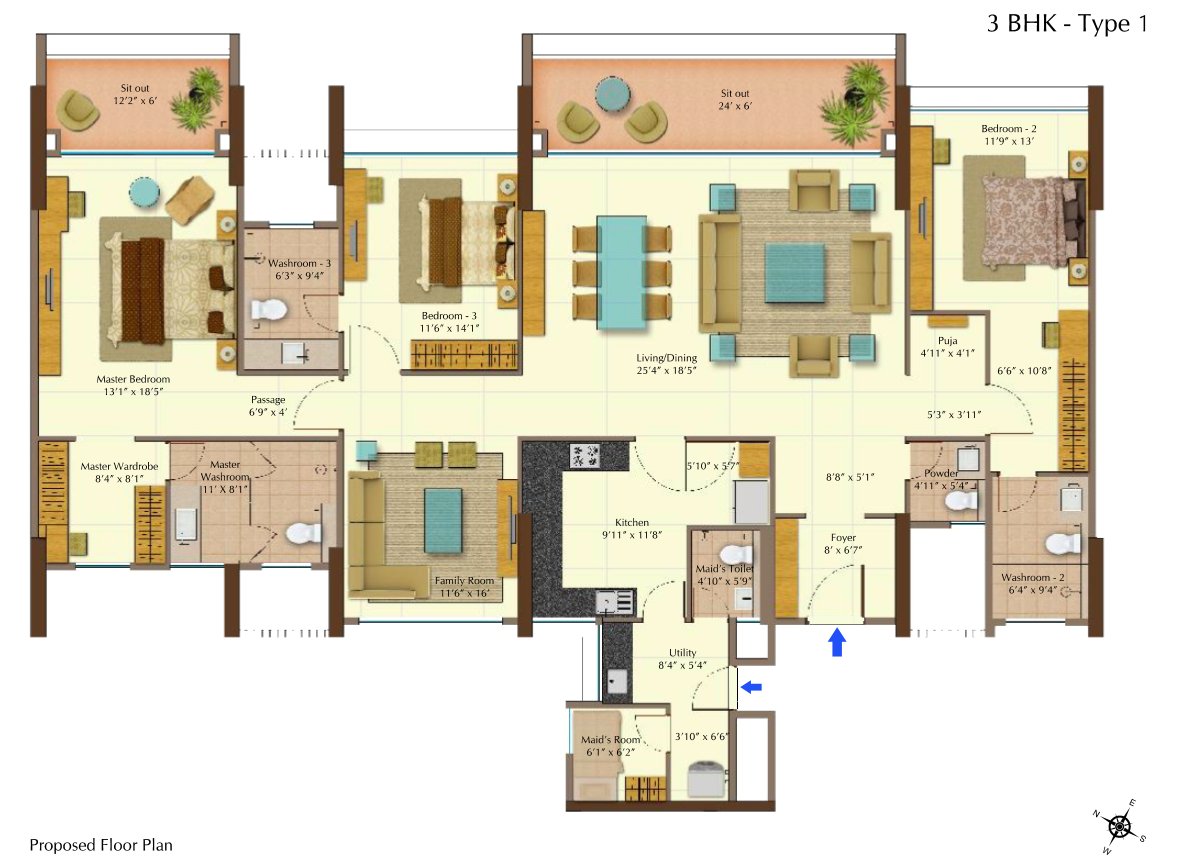 3 BHK - Type 1
Sit out
12'2" x 6'
Sit out
24' x 6'
Bedroom - 2
11'9" x 13'
Washroom - 3
6'3" x 9'4"
Bedroom - 3
11'6" x 14'1"
Living/Dining
25'4" x 18'5"
Puja
4'11" x 4'1"
6'6" x 10'8"
Master Bedroom
13'1" x 18'5"
Passage
6'9" x 4'
5'3" x 3'11"
Master Wardrobe
8'4" x 8'1"
Master
Washroom
11' X 8'1"
5'10" x 5'7"
8'8" x 5'1"
Powder
4'11" x 5'4"
Kitchen
9'11" x 11'8"
Foyer
8' x 6'7"
Family Room
11'6" x 16'
Maid's Toilet
4'10" x 5'9"
Washroom - 2
6'4" x 9'4"
Utility
8'4" x 5'4"
Maid's Room
6'1" x 6'2"
3'10" x 6'6"
N
E
S
W
Proposed Floor Plan